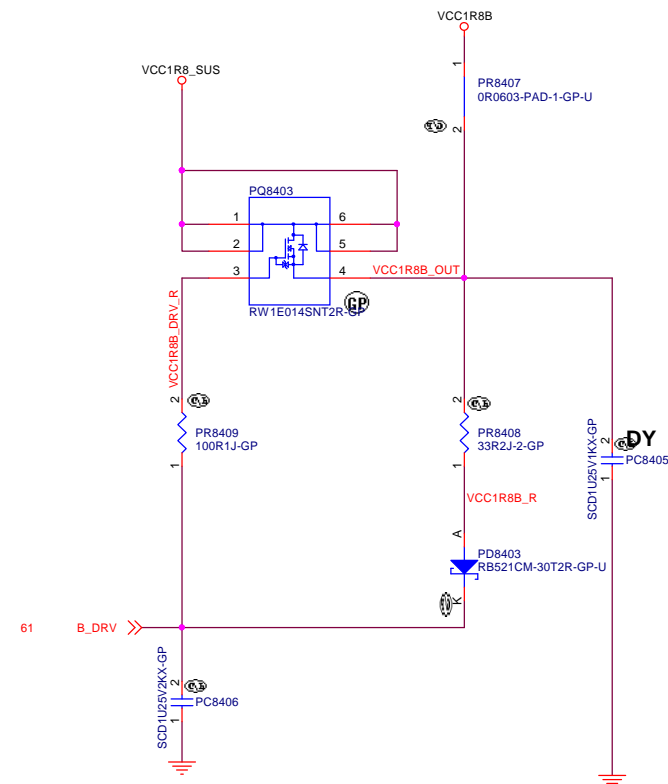 VCC1R8B
VCC1R8_SUS
1
PR8407
0R0603-PAD-1-GP-U
2
PQ8403
1
6
2
5
3
4
VCC1R8B_OUT
GP
RW1E014SNT2R-GP
VCC1R8B_DRV_R
2
PR8409
100R1J-GP
1
2
PR8408
33R2J-2-GP
1
VCC1R8B_R
SCD1U25V1KX-GP
2
DY
PC8405
1
A
PD8403
RB521CM-30T2R-GP-U
K
61
B_DRV
SCD1U25V2KX-GP
2
PC8406
1